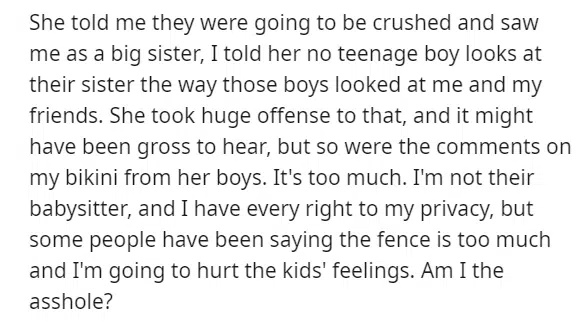 She told me they were going to be crushed and saw
me as a big sister, I told her no teenage boy looks at
their sister the way those boys looked at me and my
friends. She took huge offense to that, and it might
have been gross to hear, but so were the comments on
my bikini from her boys. It's too much. I'm not their
babysitter, and I have every right to my privacy, but
some people have been saying the fence is too much
and I'm going to hurt the kids' feelings. Am I the
asshole?